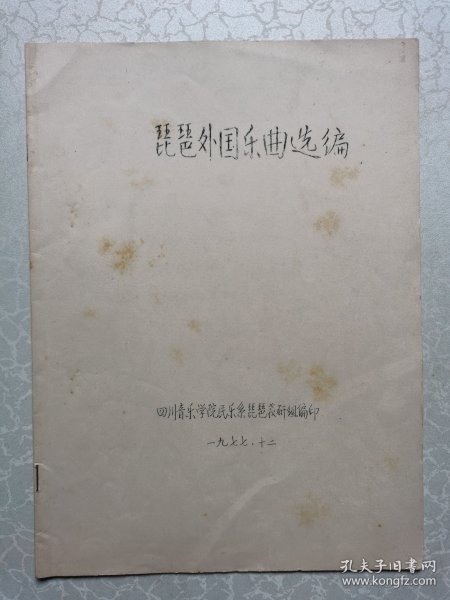 琵琶外国乐曲选编
四川音乐学院民乐系琵琶教研组编印
一九七七.十二
孔夫子旧书网
www.kongfz.com